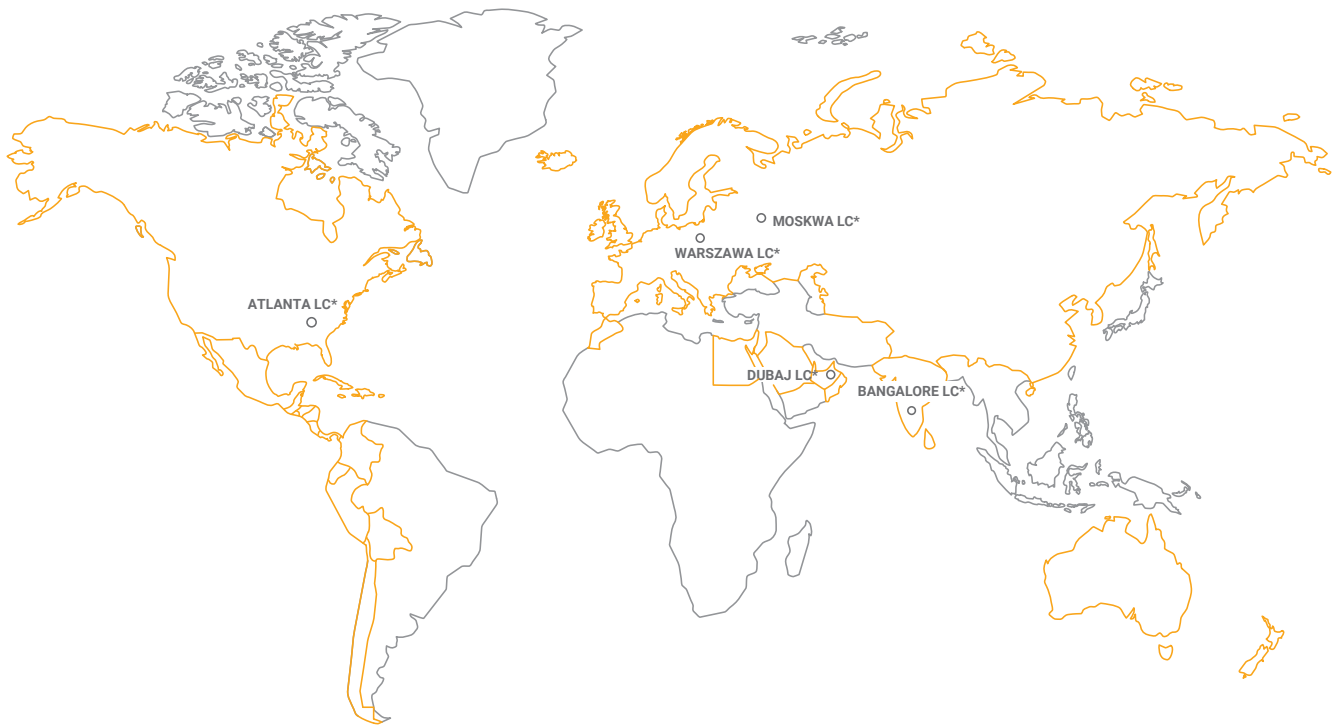 MOSKWA LC*
WARSZAWA LC*
ATLANTA LC*
DUBAJ LC*
BANGALORE LC*